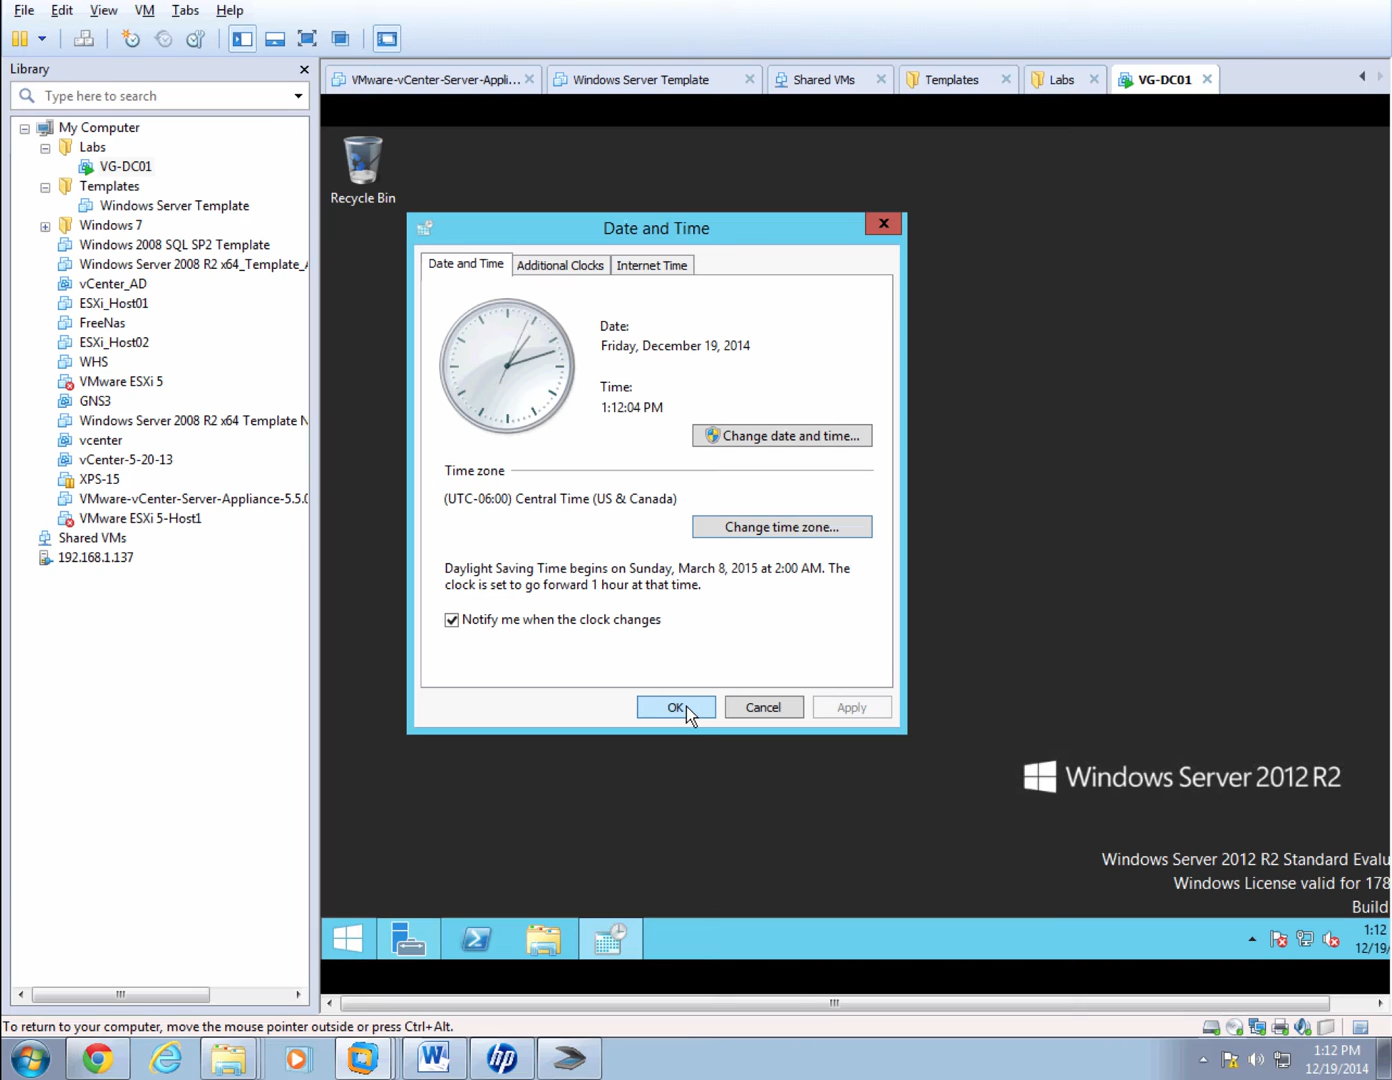 File Edit View VM Tabs Help
Library
Type here to search
My Computer
Labs
VG-DC01
Templates
Windows Server Template
Windows 7
Windows 2008 SQL SP2 Template
Windows Server 2008 R2 x64_Template_
vCenter_AD
ESXi_Host01
FreeNas
ESXi_Host02
WHS
VMware ESXi 5
GNS3
Windows Server 2008 R2 x64 Template N
vcenter
vCenter-5-20-13
XPS-15
VMware-vCenter-Server-Appliance-5.5.0
VMware ESXi 5-Host1
Shared VMs
192.168.1.137
VMware-vCenter-Server-Appli... Windows Server Template Shared VMs Templates Labs VG-DC01
Recycle Bin
Date and Time
Date and Time Additional Clocks Internet Time
Date:
Friday, December 19, 2014
Time:
1:12:04 PM
Change date and time...
Time zone
(UTC-06:00) Central Time (US & Canada)
Change time zone...
Daylight Saving Time begins on Sunday, March 8, 2015 at 2:00 AM. The
clock is set to go forward 1 hour at that time.
Notify me when the clock changes
OK Cancel Apply
Windows Server 2012 R2
Windows Server 2012 R2 Standard Evalu
Windows License valid for 178
Build
1:12
12/19/
To return to your computer, move the mouse pointer outside or press Ctrl+Alt.
1:12 PM
12/19/2014